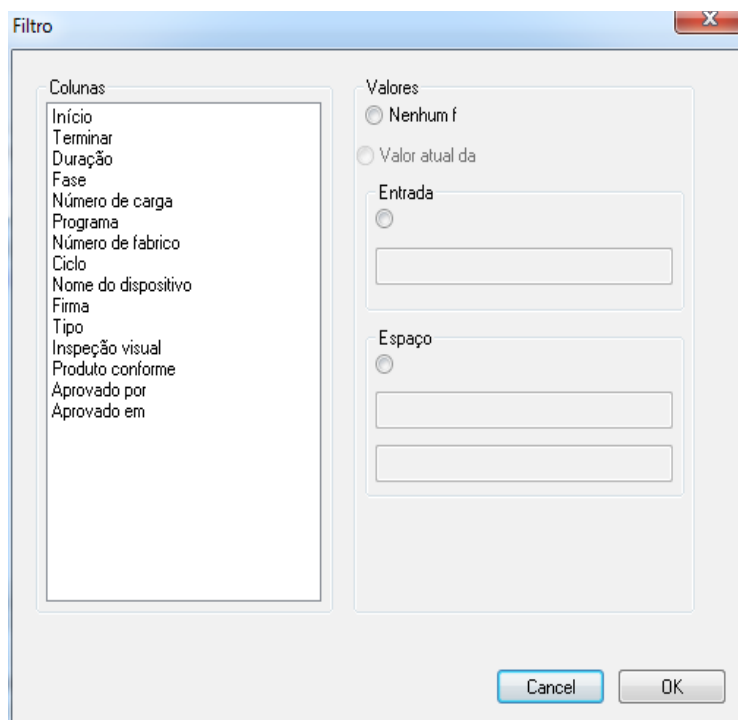 Filtro
X
Colunas
Início
Terminar
Duração
Fase
Número de carga
Programa
Número de fabrico
Ciclo
Nome do dispositivo
Firma
Tipo
Inspeção visual
Produto conforme
Aprovado por
Aprovado em
Valores
Nenhum f
Valor atual da
Entrada
Espaço
Cancel
OK